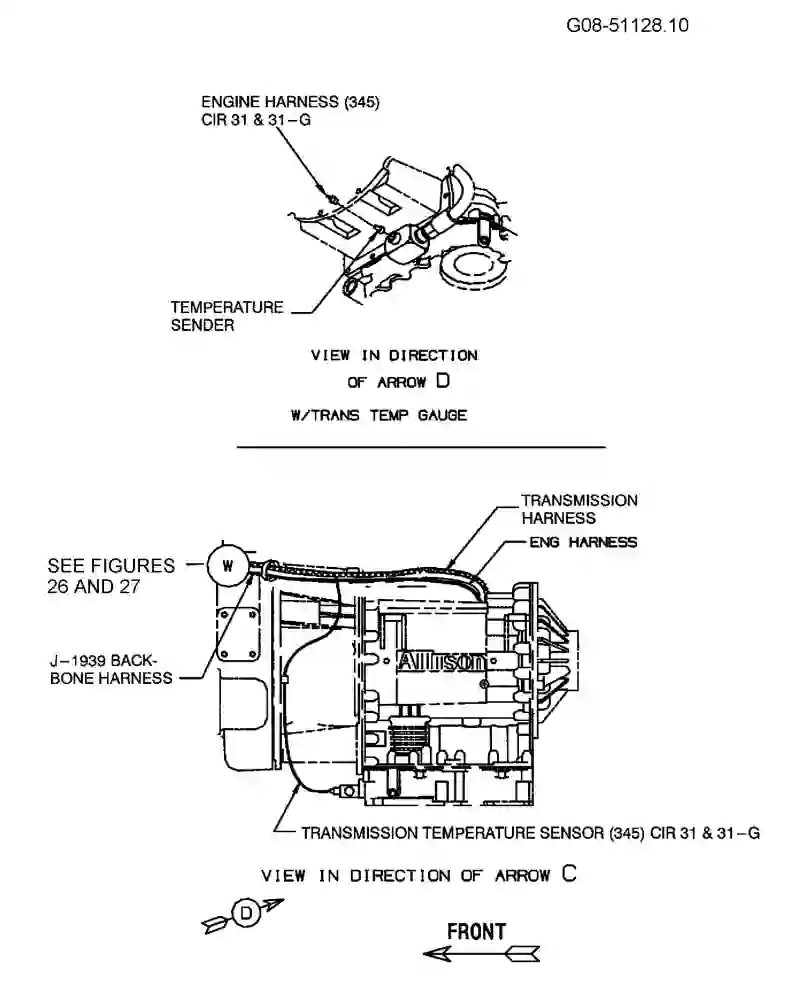 G08-51128.10
ENGINE HARNESS (345)
CIR 31 & 31-G
TEMPERATURE
SENDER
VIEW IN DIRECTION
OF ARROW D
W/TRANS TEMP GAUGE
TRANSMISSION
HARNESS
ENG HARNESS
SEE FIGURES
26 AND 27
W
J-1939 BACK-
BONE HARNESS
Allison
TRANSMISSION TEMPERATURE SENSOR (345) CIR 31 & 31-G
VIEW IN DIRECTION OF ARROW C
D
FRONT